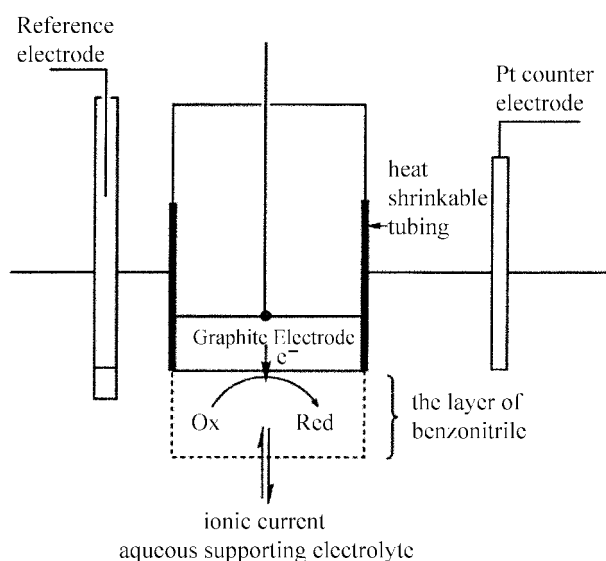 Reference
electrode
Pt counter
electrode
heat
shrinkable
tubing
Graphite Electrode
e⁻
Ox
Red
the layer of
benzonitrile
ionic current
aqueous supporting electrolyte